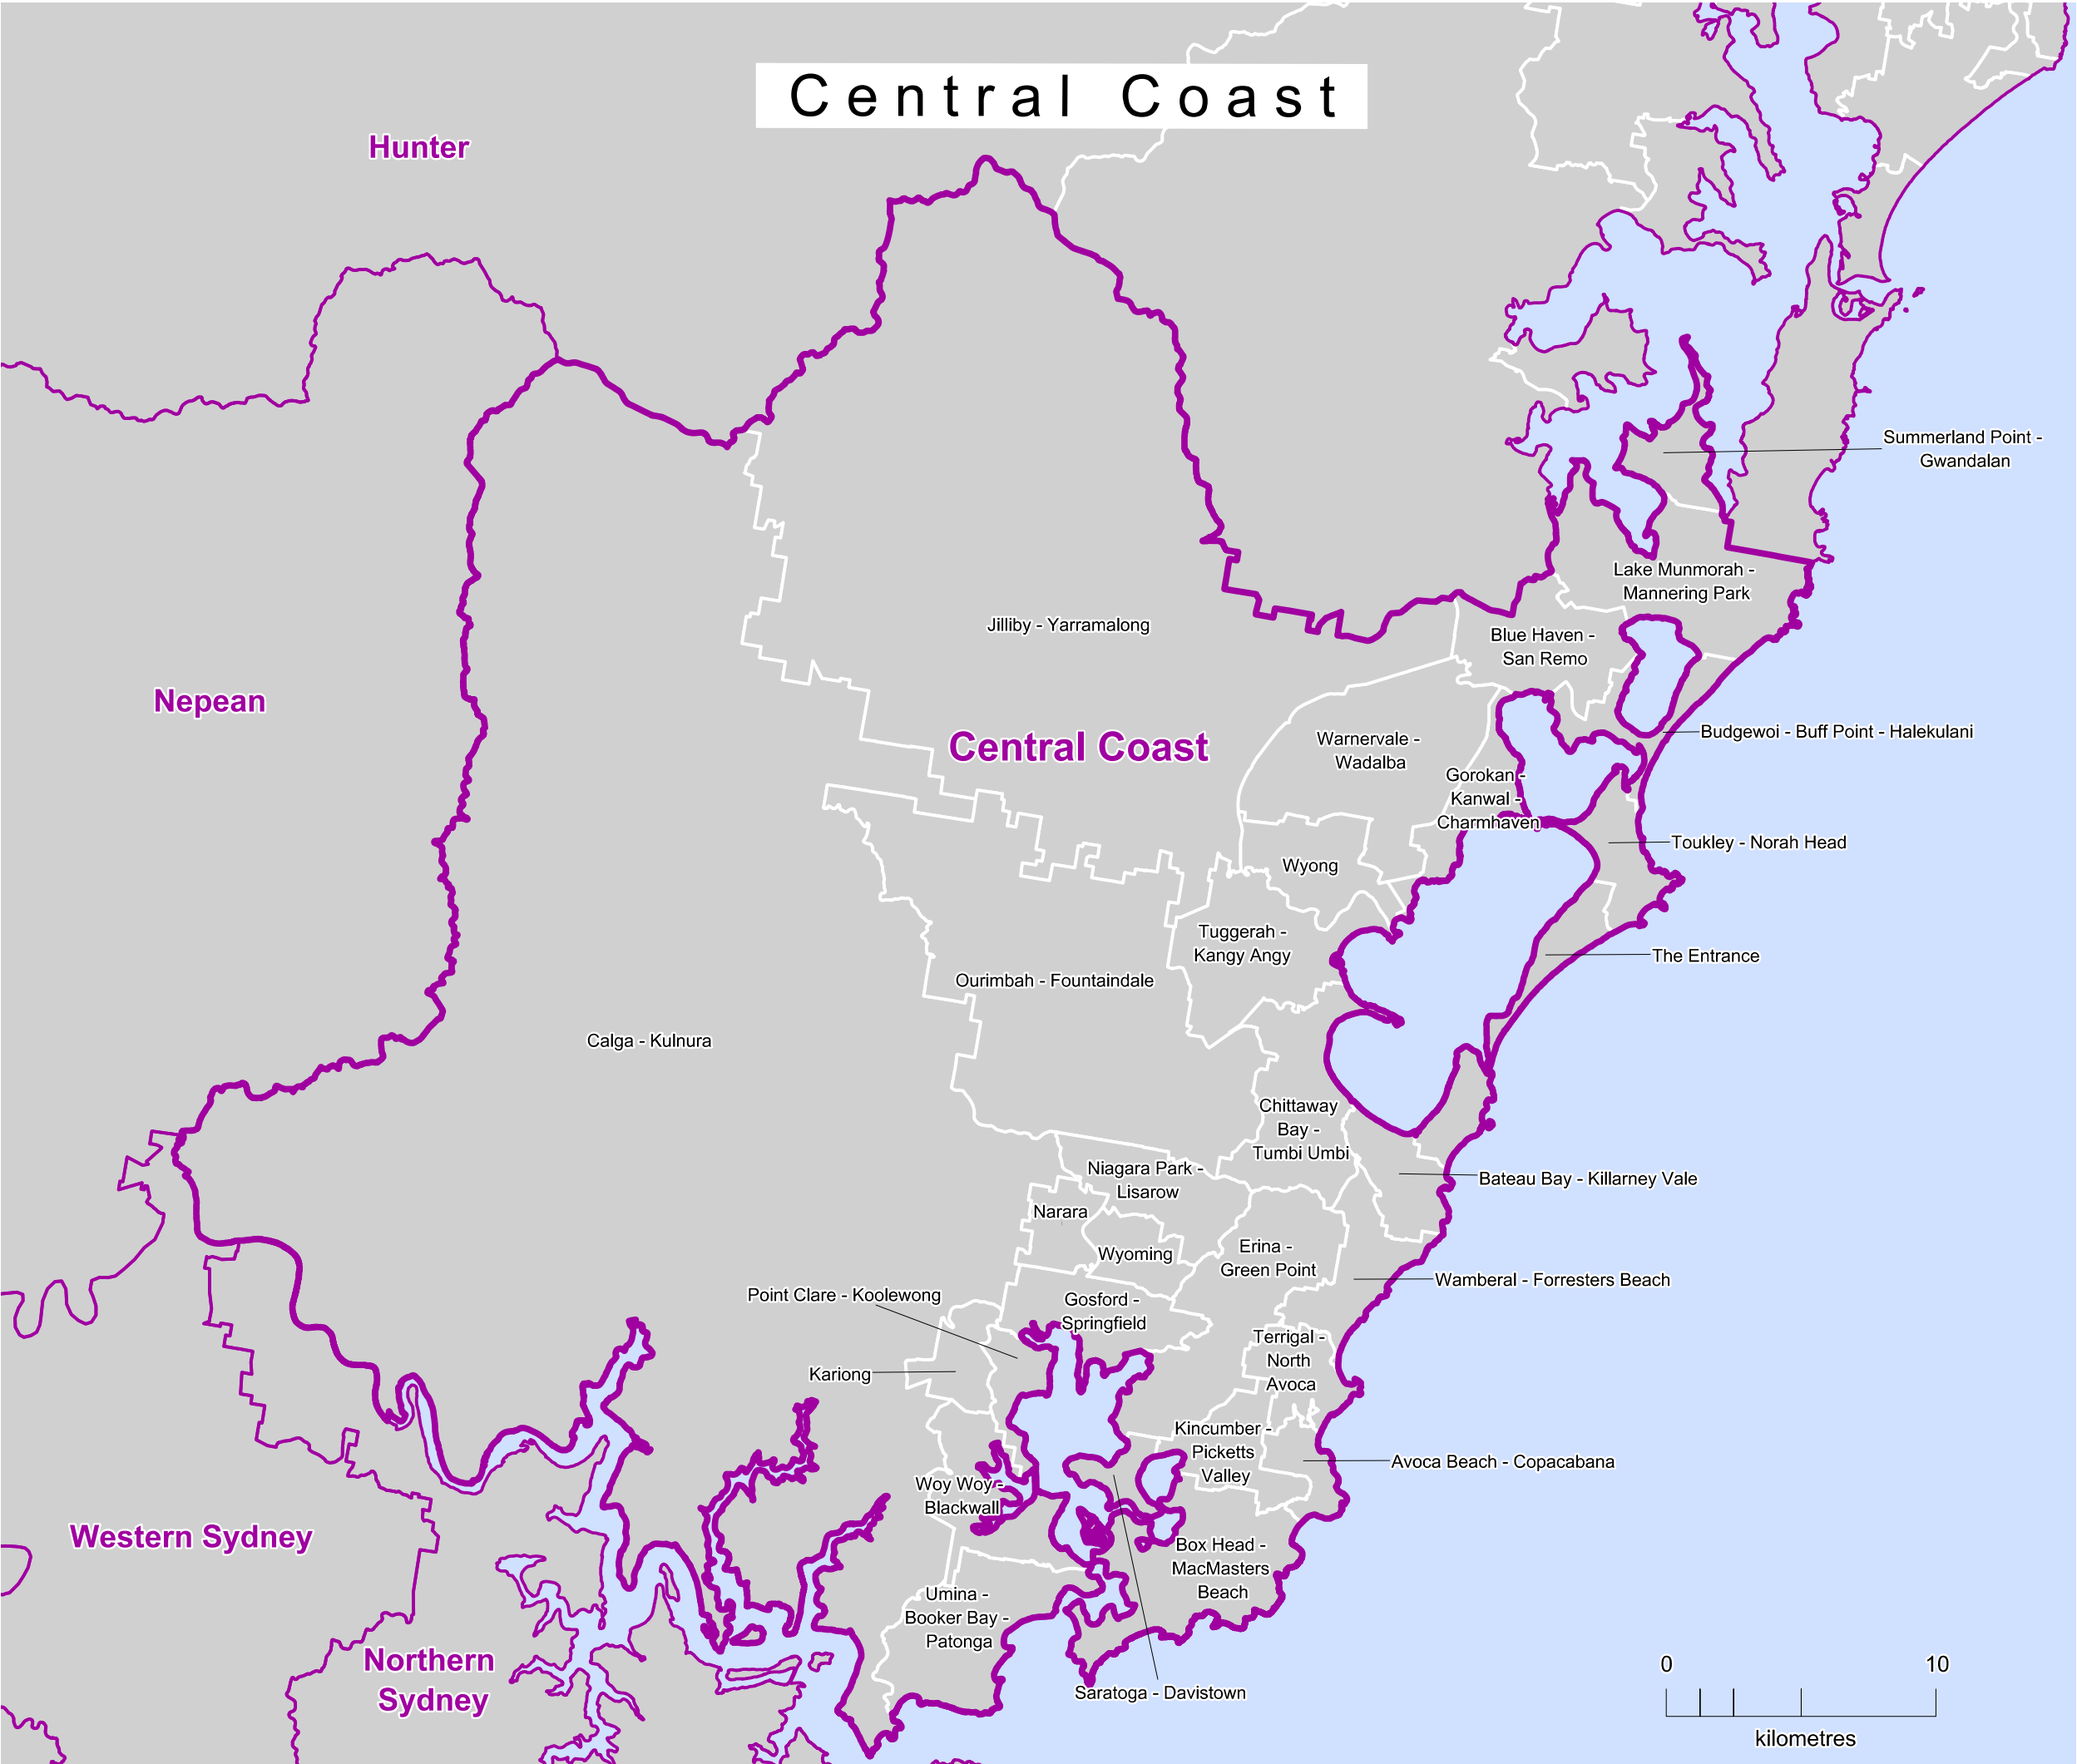 Central Coast
Hunter
Summerland Point -
Gwandalan
Lake Munmorah -
Mannering Park
Jilliby - Yarramalong
Blue Haven -
San Remo
Nepean
Central Coast
Budgewoi - Buff Point - Halekulani
Warnervale -
Wadalba
Gorokan -
Kanwal -
Charmhaven
Toukley - Norah Head
Wyong
Tuggerah -
Kangy Angy
The Entrance
Ourimbah - Fountaindale
Calga - Kulnura
Chittaway
Bay -
Tumbi Umbi
Niagara Park -
Lisarow
Bateau Bay - Killarney Vale
Narara
Wyoming
Erina -
Green Point
Wamberal - Forresters Beach
Point Clare - Koolewong
Gosford -
Springfield
Terrigal -
North
Avoca
Kariong
Kincumber -
Picketts
Valley
Avoca Beach - Copacabana
Woy Woy -
Blackwall
Western Sydney
Box Head -
MacMasters
Beach
Umina -
Booker Bay -
Patonga
Northern
Sydney
Saratoga - Davistown
0 10
kilometres